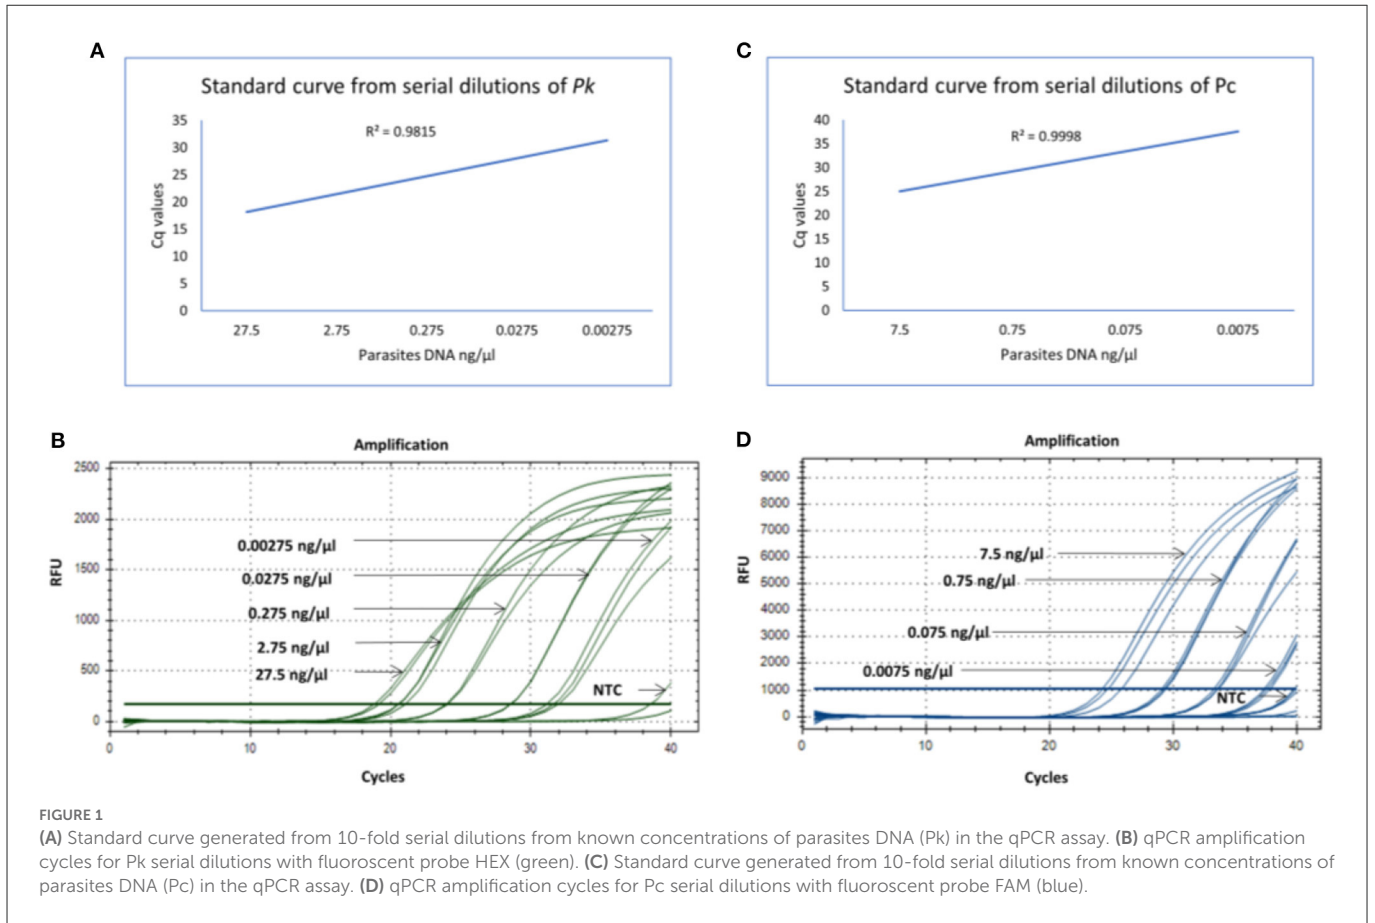 A
Standard curve from serial dilutions of Pk
R² = 0.9815
35
30
25
20
15
10
5
0
Cq values
27.5 2.75 0.275 0.0275 0.00275
Parasites DNA ng/µl
C
Standard curve from serial dilutions of Pc
R² = 0.9998
40
35
30
25
20
15
10
5
0
Cq values
7.5 0.75 0.075 0.0075
Parasites DNA ng/µl
B
Amplification
2500
2000
1500
1000
500
0
RFU
0.00275 ng/µl
0.0275 ng/µl
0.275 ng/µl
2.75 ng/µl
27.5 ng/µl
NTC
0 10 20 30 40
Cycles
D
Amplification
9000
8000
7000
6000
5000
4000
3000
2000
1000
0
RFU
7.5 ng/µl
0.75 ng/µl
0.075 ng/µl
0.0075 ng/µl
NTC
0 10 20 30 40
Cycles
FIGURE 1
(A) Standard curve generated from 10-fold serial dilutions from known concentrations of parasites DNA (Pk) in the qPCR assay. (B) qPCR amplification
cycles for Pk serial dilutions with fluoroscent probe HEX (green). (C) Standard curve generated from 10-fold serial dilutions from known concentrations of
parasites DNA (Pc) in the qPCR assay. (D) qPCR amplification cycles for Pc serial dilutions with fluoroscent probe FAM (blue).